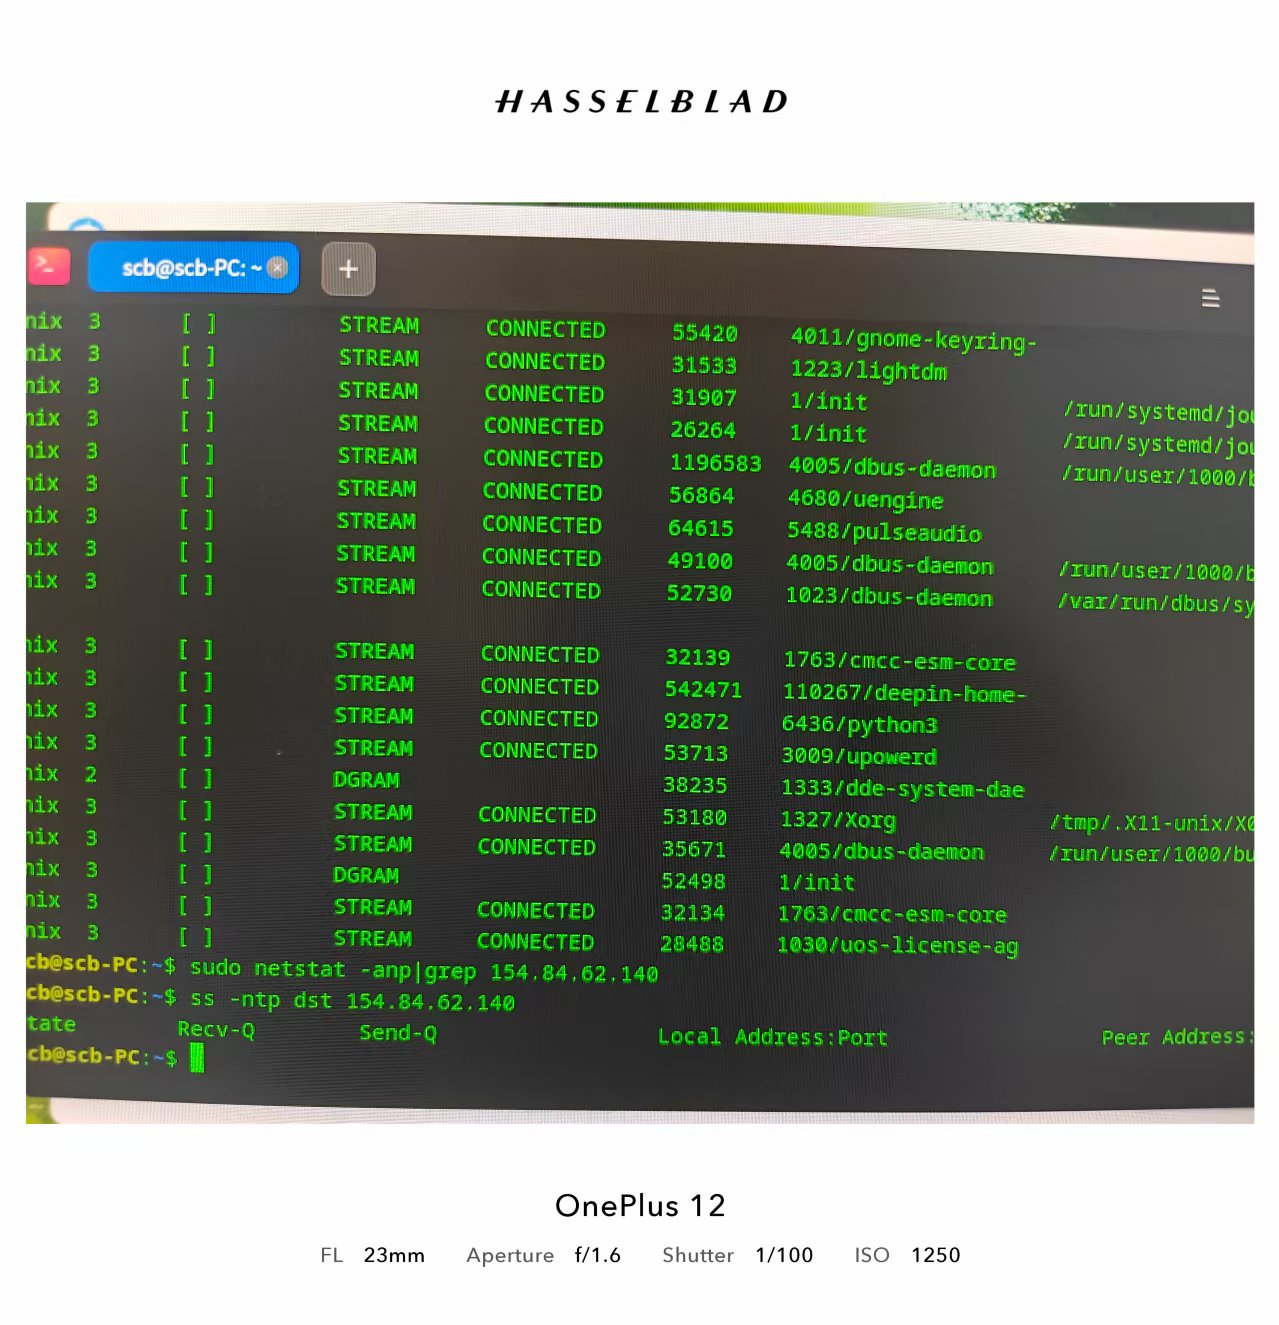 HASSELBLAD
scb@scb-PC: ~
nix 3 [ ] STREAM CONNECTED 55420 4011/gnome-keyring-
nix 3 [ ] STREAM CONNECTED 31533 1223/lightdm
nix 3 [ ] STREAM CONNECTED 31907 1/init /run/systemd/jou
nix 3 [ ] STREAM CONNECTED 26264 1/init /run/systemd/jou
nix 3 [ ] STREAM CONNECTED 1196583 4005/dbus-daemon /run/user/1000/b
nix 3 [ ] STREAM CONNECTED 56864 4680/uengine
nix 3 [ ] STREAM CONNECTED 64615 5488/pulseaudio
nix 3 [ ] STREAM CONNECTED 49100 4005/dbus-daemon /run/user/1000/b
nix 3 [ ] STREAM CONNECTED 52730 1023/dbus-daemon /var/run/dbus/sy
nix 3 [ ] STREAM CONNECTED 32139 1763/cmcc-esm-core
nix 3 [ ] STREAM CONNECTED 542471 110267/deepin-home-
nix 3 [ ] STREAM CONNECTED 92872 6436/python3
nix 3 [ ] STREAM CONNECTED 53713 3009/upowerd
nix 2 [ ] DGRAM 38235 1333/dde-system-dae
nix 3 [ ] STREAM CONNECTED 53180 1327/Xorg /tmp/.X11-unix/X0
nix 3 [ ] STREAM CONNECTED 35671 4005/dbus-daemon /run/user/1000/bu
nix 3 [ ] DGRAM 52498 1/init
nix 3 [ ] STREAM CONNECTED 32134 1763/cmcc-esm-core
nix 3 [ ] STREAM CONNECTED 28488 1030/uos-license-ag
cb@scb-PC:~$ sudo netstat -anp|grep 154.84.62.140
cb@scb-PC:~$ ss -ntp dst 154.84.62.140
tate Recv-Q Send-Q Local Address:Port Peer Address:
cb@scb-PC:~$
OnePlus 12
FL 23mm Aperture f/1.6 Shutter 1/100 ISO 1250